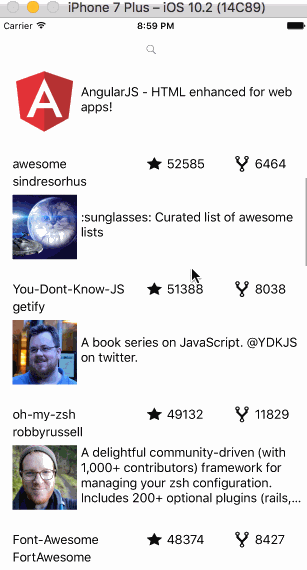 iPhone 7 Plus – iOS 10.2 (14C89)
Carrier 8:59 PM
A
AngularJS - HTML enhanced for web
apps!
awesome 52585 6464
sindresorhus
:sunglasses: Curated list of awesome
lists
You-Dont-Know-JS 51388 8038
getify
A book series on JavaScript. @YDKJS
on twitter.
oh-my-zsh 49132 11829
robbyrussell
A delightful community-driven (with
1,000+ contributors) framework for
managing your zsh configuration.
Includes 200+ optional plugins (rails,...
Font-Awesome 48374 8427
FortAwesome